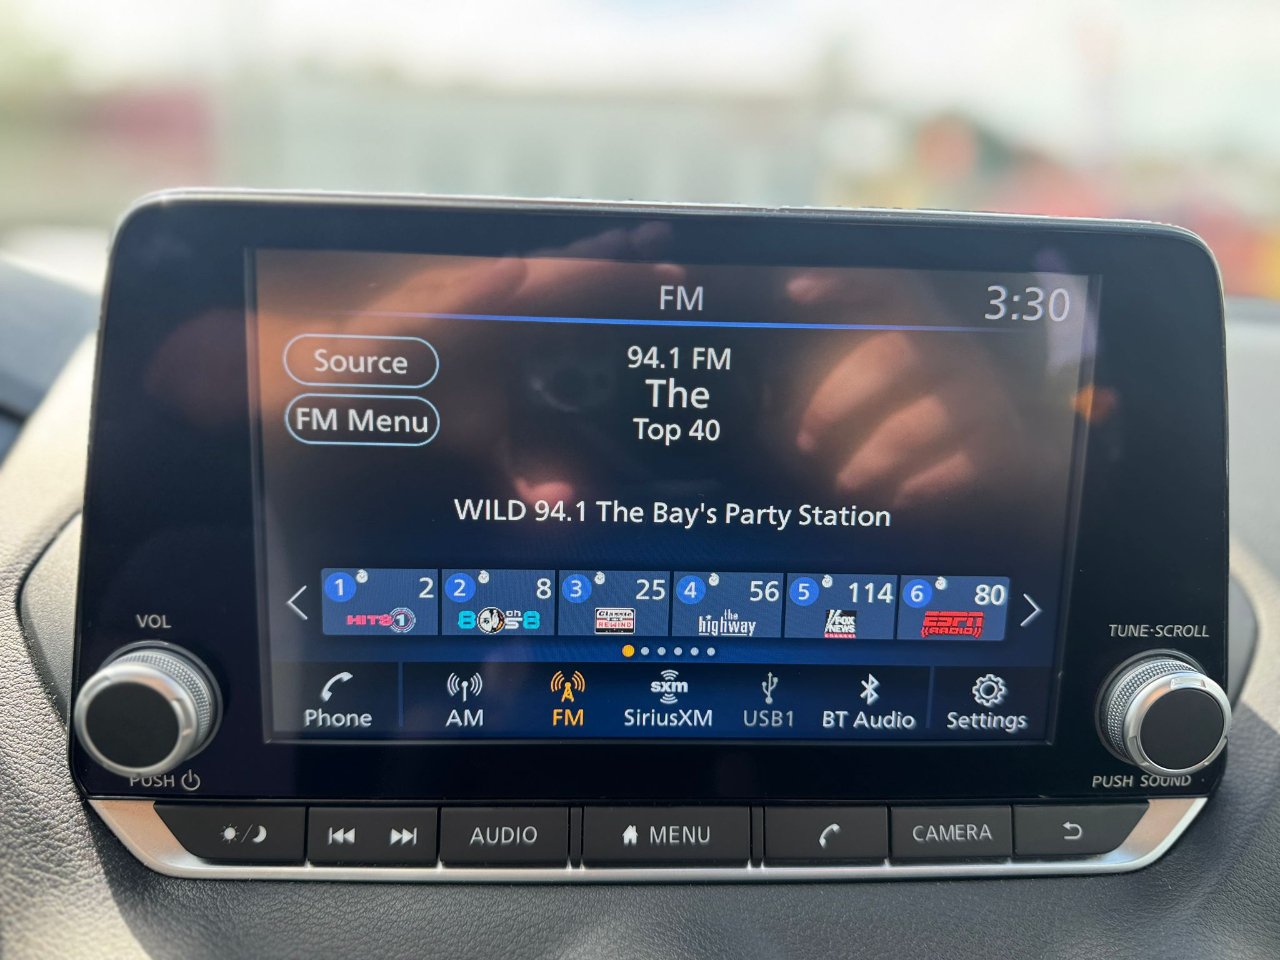 FM
3:30
Source
94.1 FM
The
FM Menu
Top 40
WILD 94.1 The Bay's Party Station
1 2
2 8
3 25
4 56
5 114
6 80
HITS 1
80s 8
CLASSIC REWIND
the highway
FOX NEWS channel
ESPN RADIO
VOL
TUNE·SCROLL
Phone
AM
FM
sxm SiriusXM
USB1
BT Audio
Settings
PUSH
PUSH SOUND
AUDIO
MENU
CAMERA